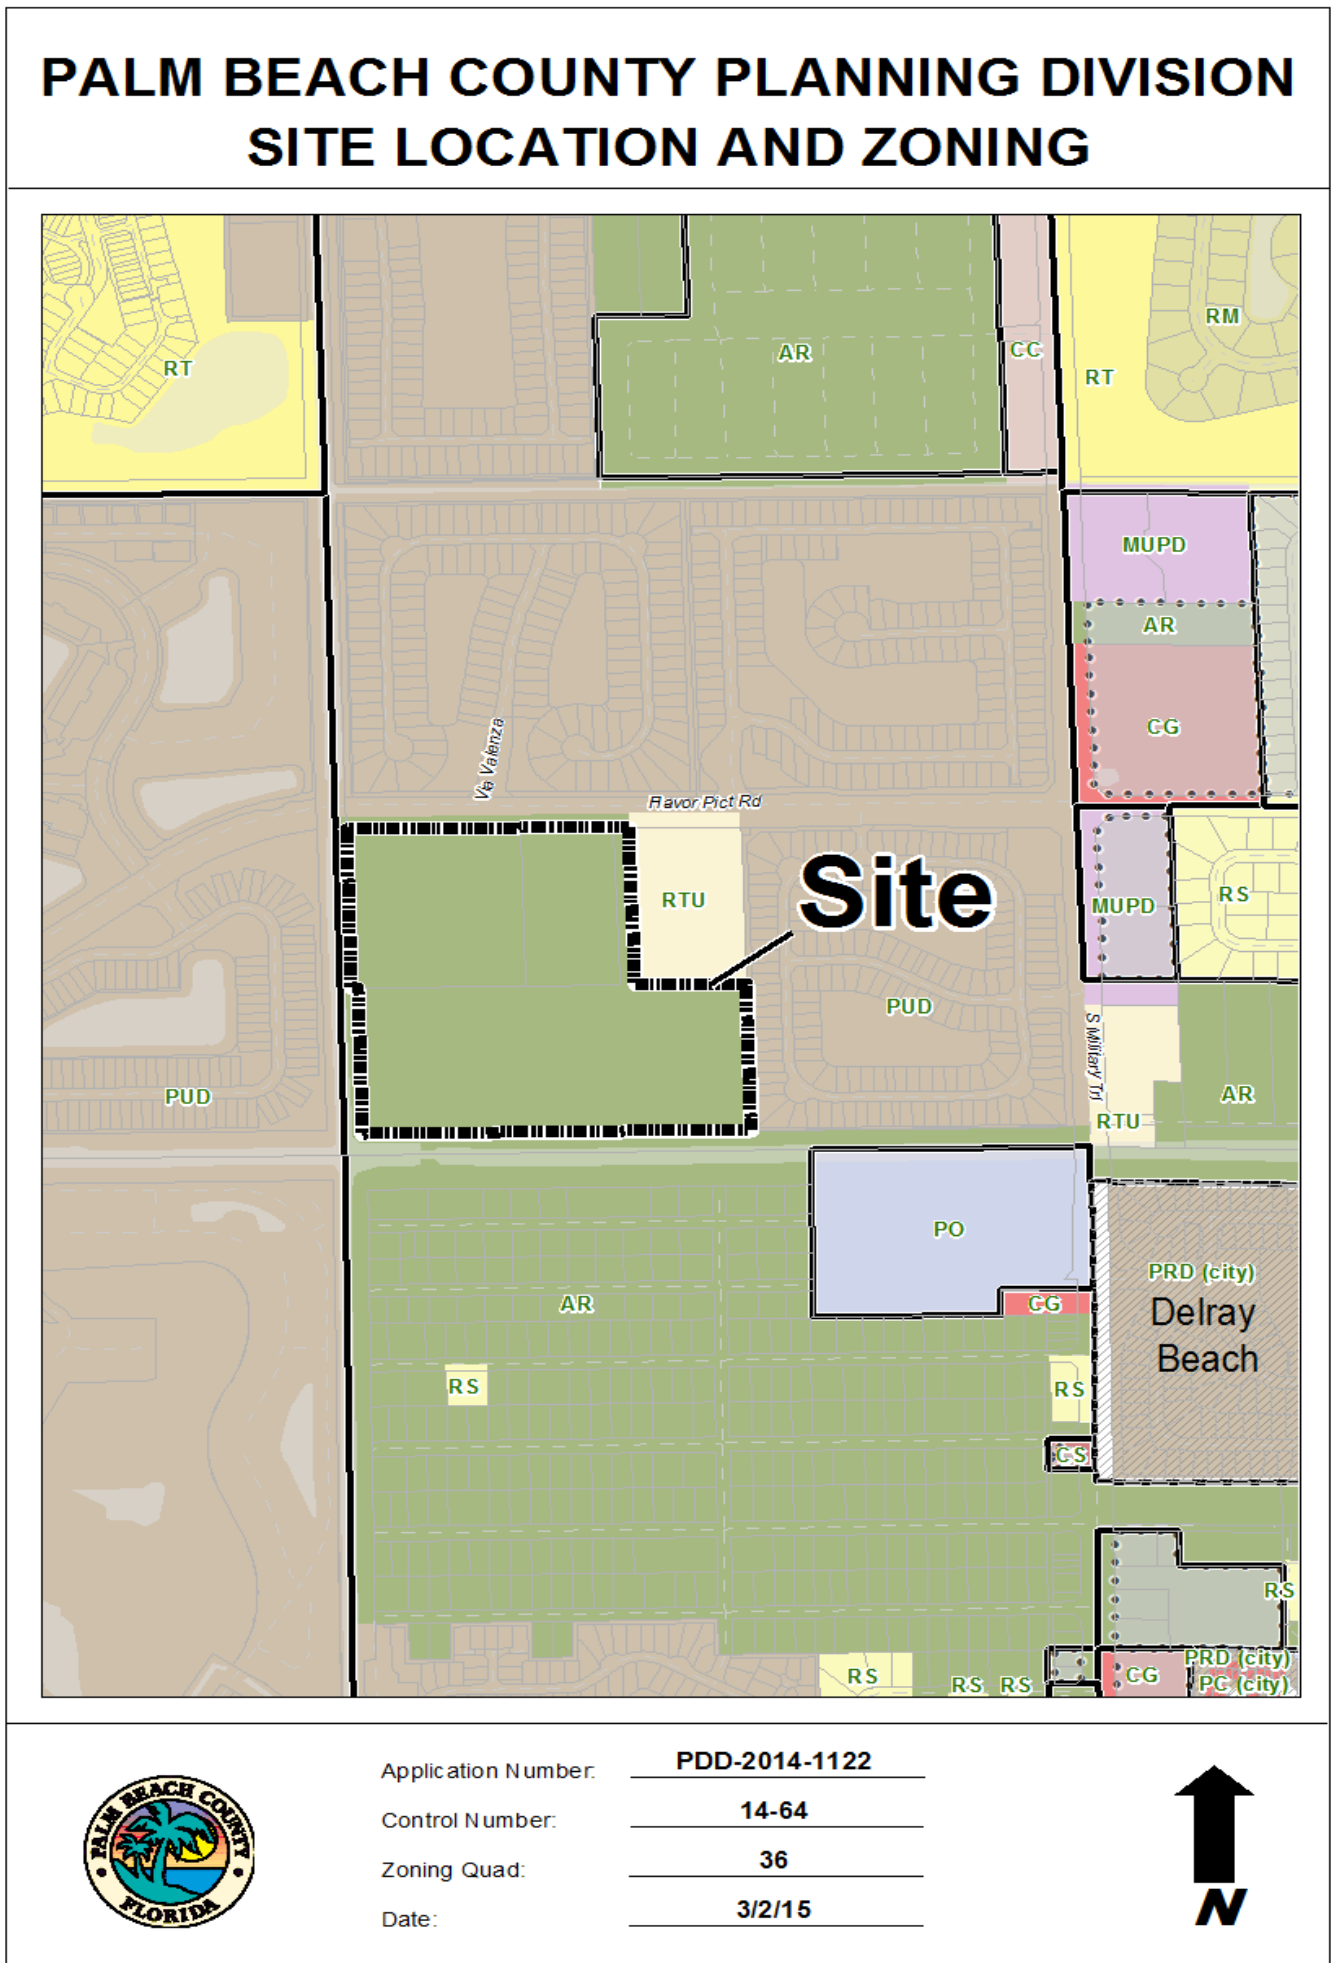 PALM BEACH COUNTY PLANNING DIVISION
SITE LOCATION AND ZONING
RT
AR
CC
RT
RM
MUPD
AR
CG
Via Valenza
Flavor Pict Rd
RTU
Site
MUPD
RS
PUD
S Military Trl
PUD
AR
RTU
PO
PRD (city)
Delray
Beach
AR
CG
RS
RS
CS
RS
RS
RS
RS
CG
PRD (city)
PC (city)
PALM BEACH COUNTY
FLORIDA
Application Number: PDD-2014-1122
Control Number: 14-64
Zoning Quad: 36
Date: 3/2/15
N